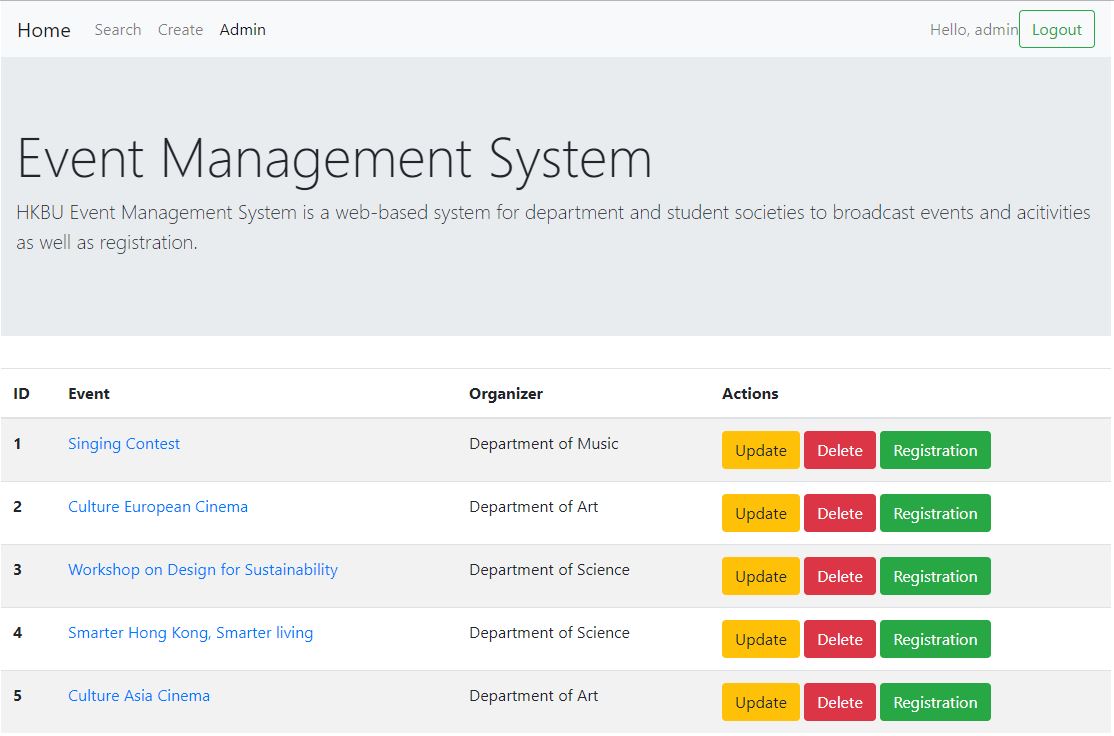 Home Search Create Admin Hello, admin Logout
Event Management System
HKBU Event Management System is a web-based system for department and student societies to broadcast events and acitivities
as well as registration.
ID Event Organizer Actions
1 Singing Contest Department of Music Update Delete Registration
2 Culture European Cinema Department of Art Update Delete Registration
3 Workshop on Design for Sustainability Department of Science Update Delete Registration
4 Smarter Hong Kong, Smarter living Department of Science Update Delete Registration
5 Culture Asia Cinema Department of Art Update Delete Registration